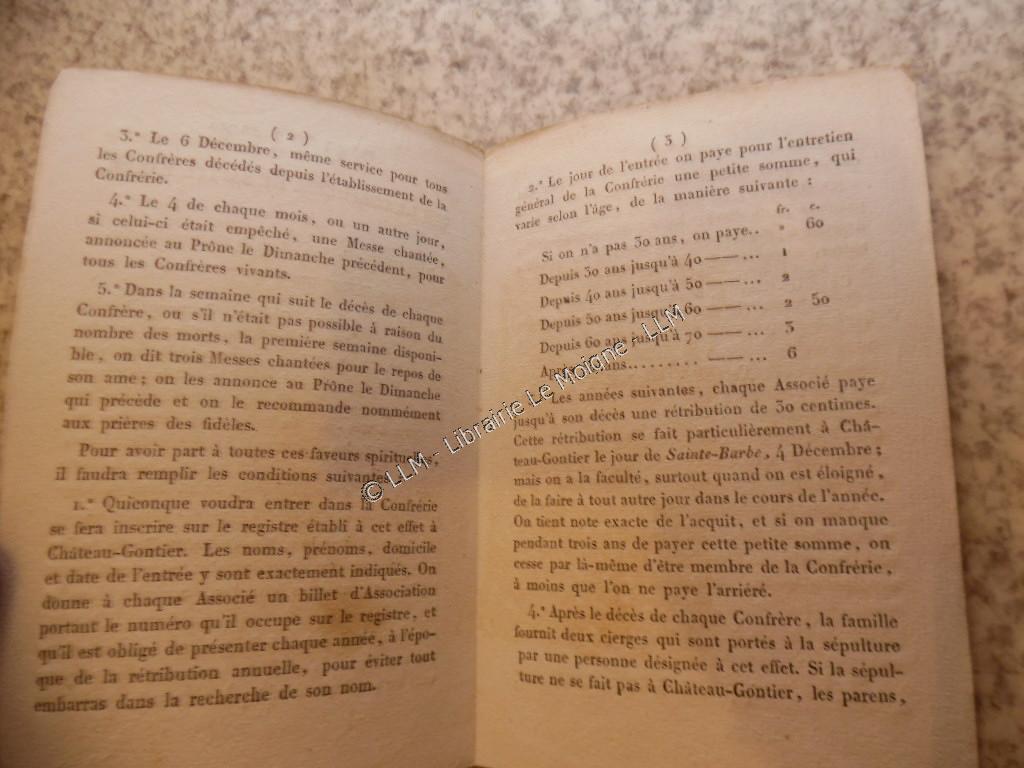 ( 2 )
3.° Le 6 Décembre, même service pour tous
les Confrères décédés depuis l'établissement de la
Confrérie.
4.° Le 4 de chaque mois, ou un autre jour,
si celui-ci était empêché, une Messe chantée,
annoncée au Prône le Dimanche précédent, pour
tous les Confrères vivants.
5.° Dans la semaine qui suit le décès de chaque
Confrère, ou s'il n'était pas possible à raison du
nombre des morts, la première semaine disponi-
ble, on dit trois Messes chantées pour le repos de
son ame; on les annonce au Prône le Dimanche
qui précède et on le recommande nommément
aux prières des fidèles.
Pour avoir part à toutes ces faveurs spirituelles,
il faudra remplir les conditions suivantes
1.° Quiconque voudra entrer dans la Confrérie
se fera inscrire sur le registre établi à cet effet à
Château-Gontier. Les noms, prénoms, domicile
et date de l'entrée y sont exactement indiqués. On
donne à chaque Associé un billet d'Association
portant le numéro qu'il occupe sur le registre, et
qu'il est obligé de présenter chaque année, à l'épo-
que de la rétribution annuelle, pour éviter tout
embarras dans la recherche de son nom.
( 3 )
2.° Le jour de l'entrée on paye pour l'entretien
général de la Confrérie une petite somme, qui
varie selon l'âge, de la manière suivante :
fr. c.
Si on n'a pas 30 ans, on paye.. " 60
Depuis 30 ans jusqu'à 40 —— ... 1
Depuis 40 ans jusqu'à 50 —— ... 2
Depuis 50 ans jusqu'à 60 —— ... 2 50
Depuis 60 ans jusqu'à 70 —— ... 3
Après ans......... —— ... 6
Les années suivantes, chaque Associé paye
jusqu'à son décès une rétribution de 30 centimes.
Cette rétribution se fait particulièrement à Châ-
teau-Gontier le jour de Sainte-Barbe, 4 Décembre;
mais on a la faculté, surtout quand on est éloigné,
de la faire à tout autre jour dans le cours de l'année.
On tient note exacte de l'acquit, et si on manque
pendant trois ans de payer cette petite somme, on
cesse par là-même d'être membre de la Confrérie,
à moins que l'on ne paye l'arriéré.
4.° Après le décès de chaque Confrère, la famille
fournit deux cierges qui sont portés à la sépulture
par une personne désignée à cet effet. Si la sépul-
ture ne se fait pas à Château-Gontier, les parens,
© LLM - Librairie Le Moigne - LLM